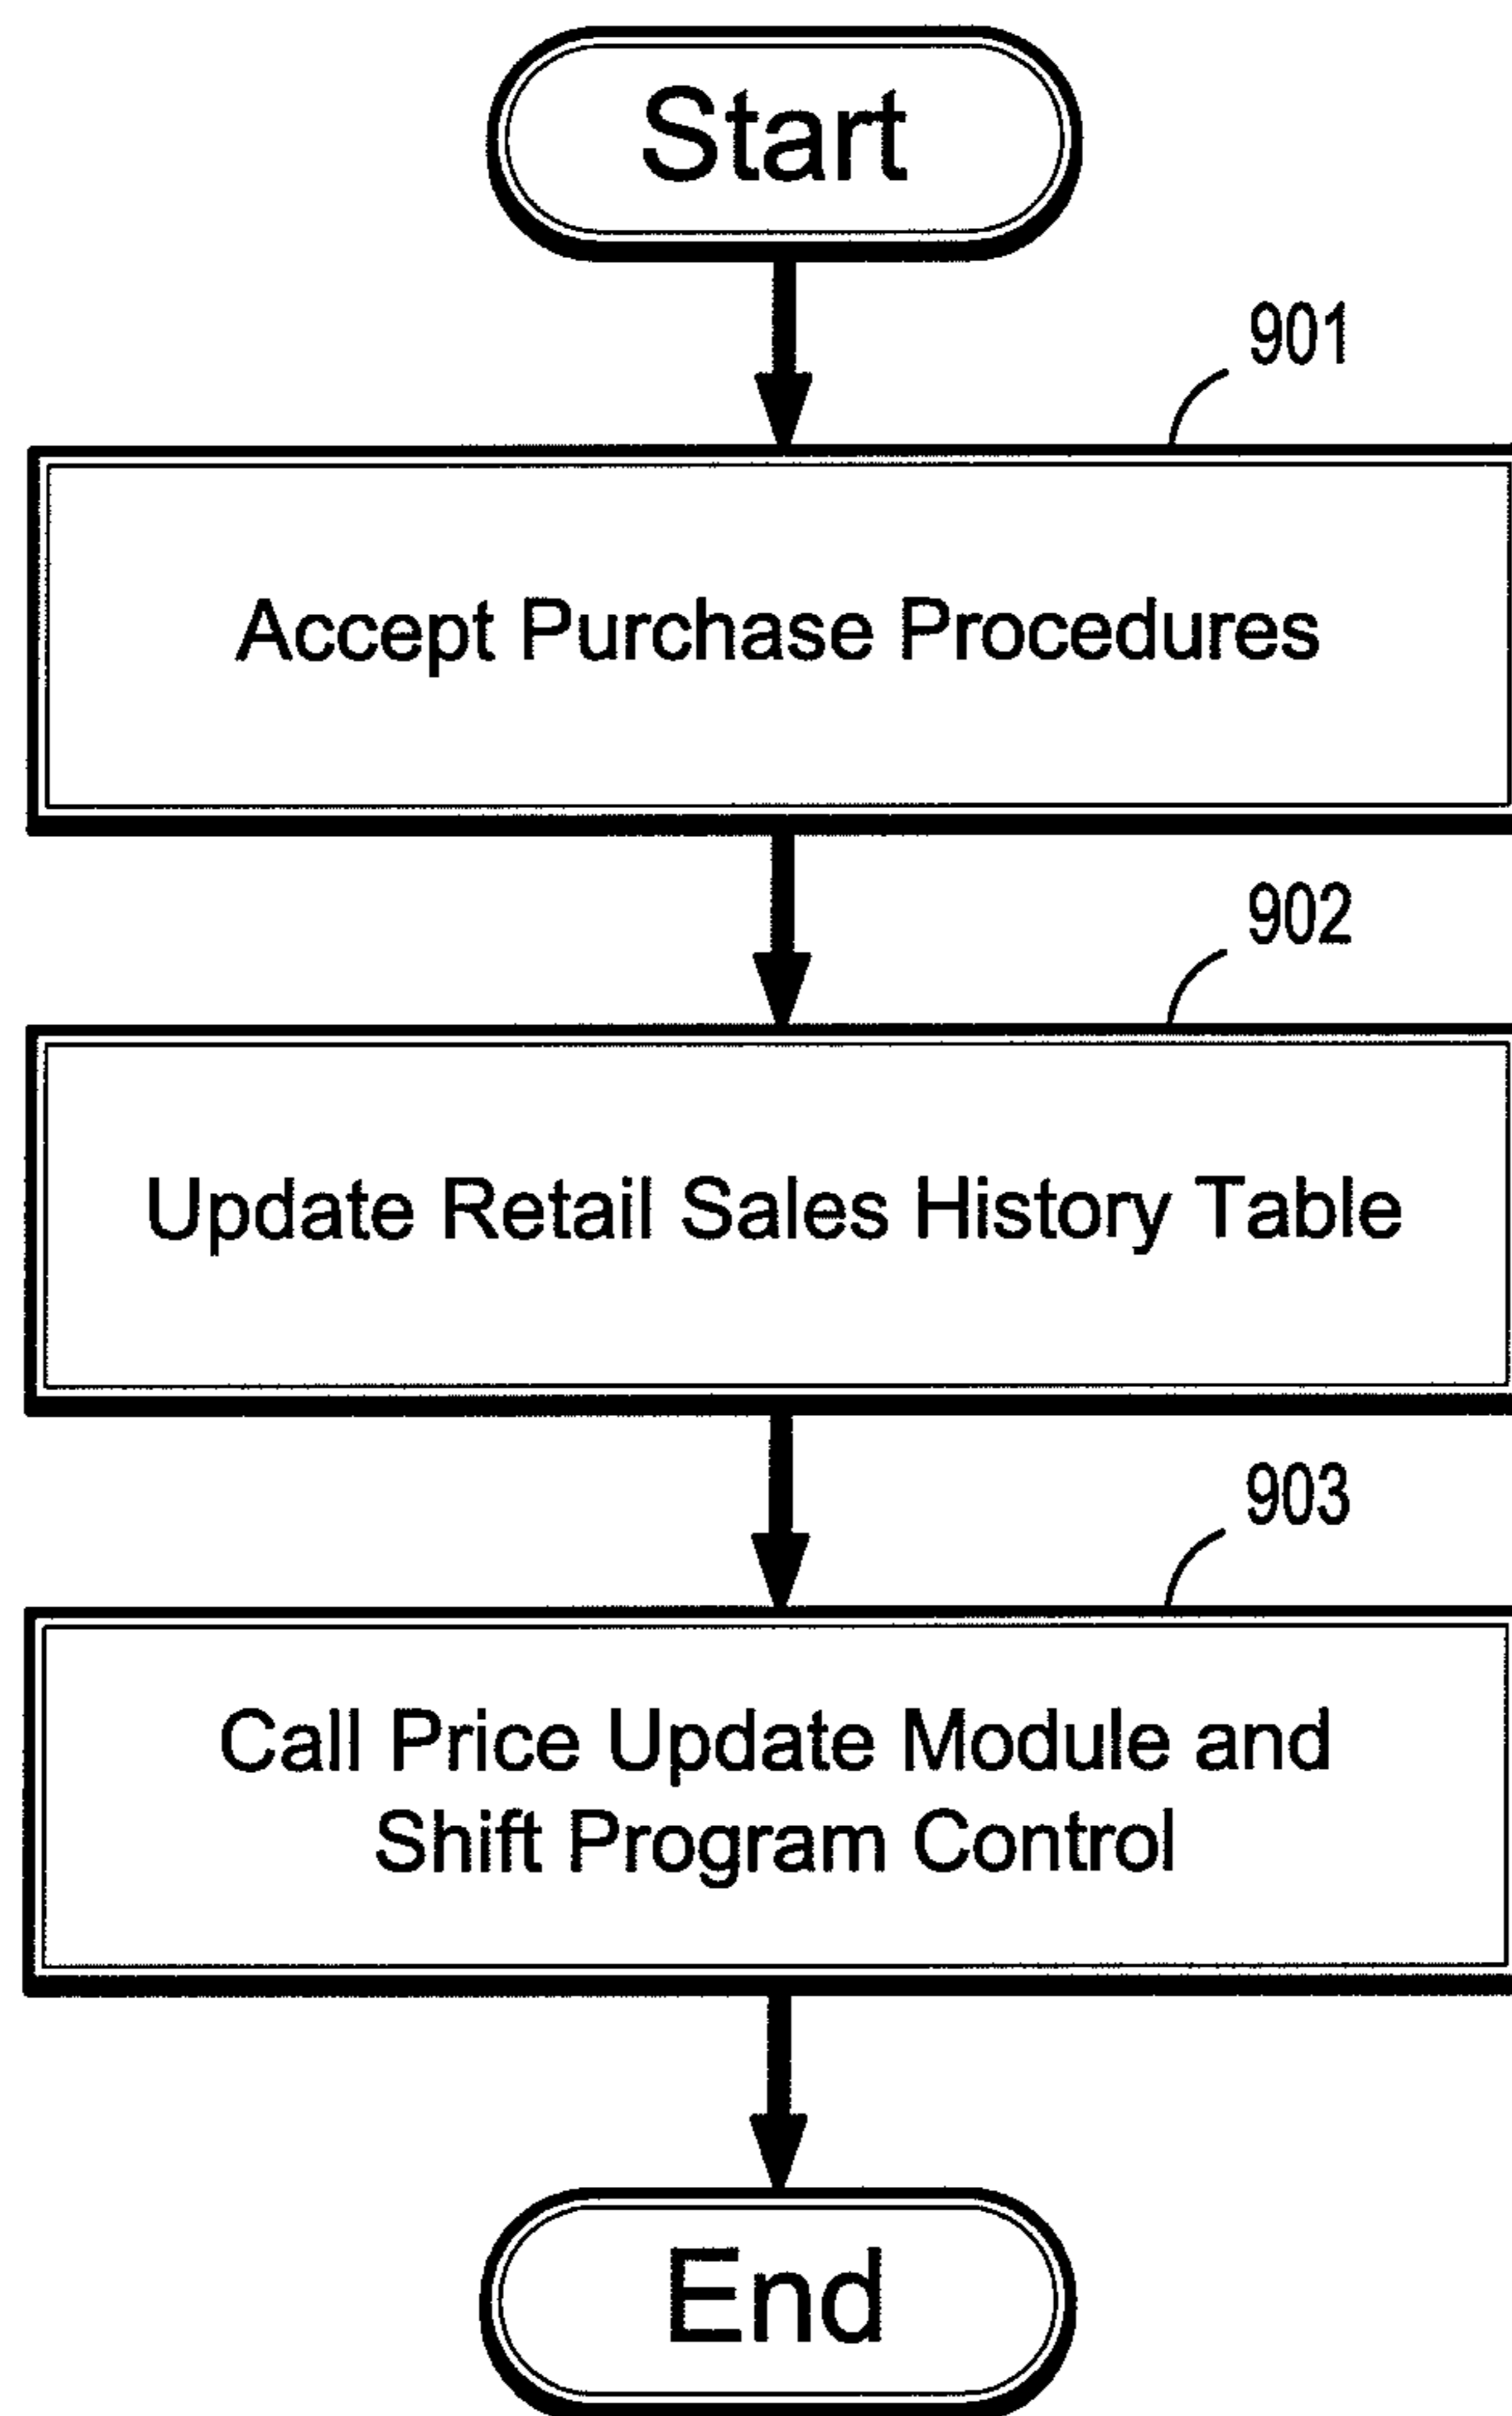 Start
901
Accept Purchase Procedures
902
Update Retail Sales History Table
903
Call Price Update Module and
Shift Program Control
End